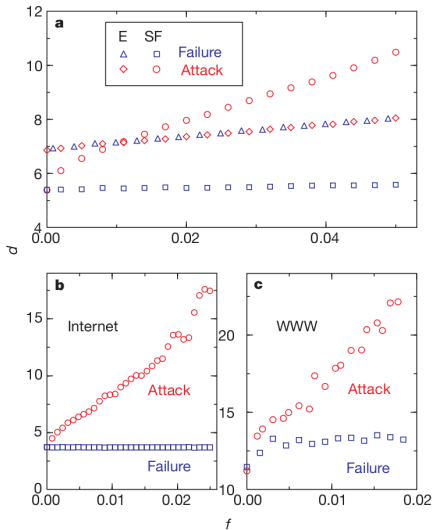 a
12
10
8
6
4
E SF
Failure
Attack
0.00 0.02 0.04
d
b
15
10
5
0
Internet
Attack
Failure
0.00 0.01 0.02
c
20
15
10
WWW
Attack
Failure
0.00 0.01 0.02
f